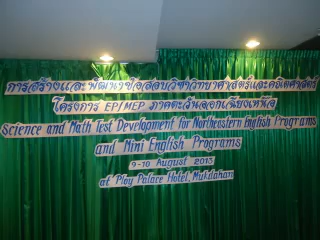 การสร้างและพัฒนาข้อสอบวิชาวิทยาศาสตร์และคณิตศาสตร์
โครงการ EP/MEP ภาคตะวันออกเฉียงเหนือ
Science and Math Test Development for Northeastern English Programs
and Mini English Programs
9-10 August 2013
at Ploy Palace Hotel, Mukdahan